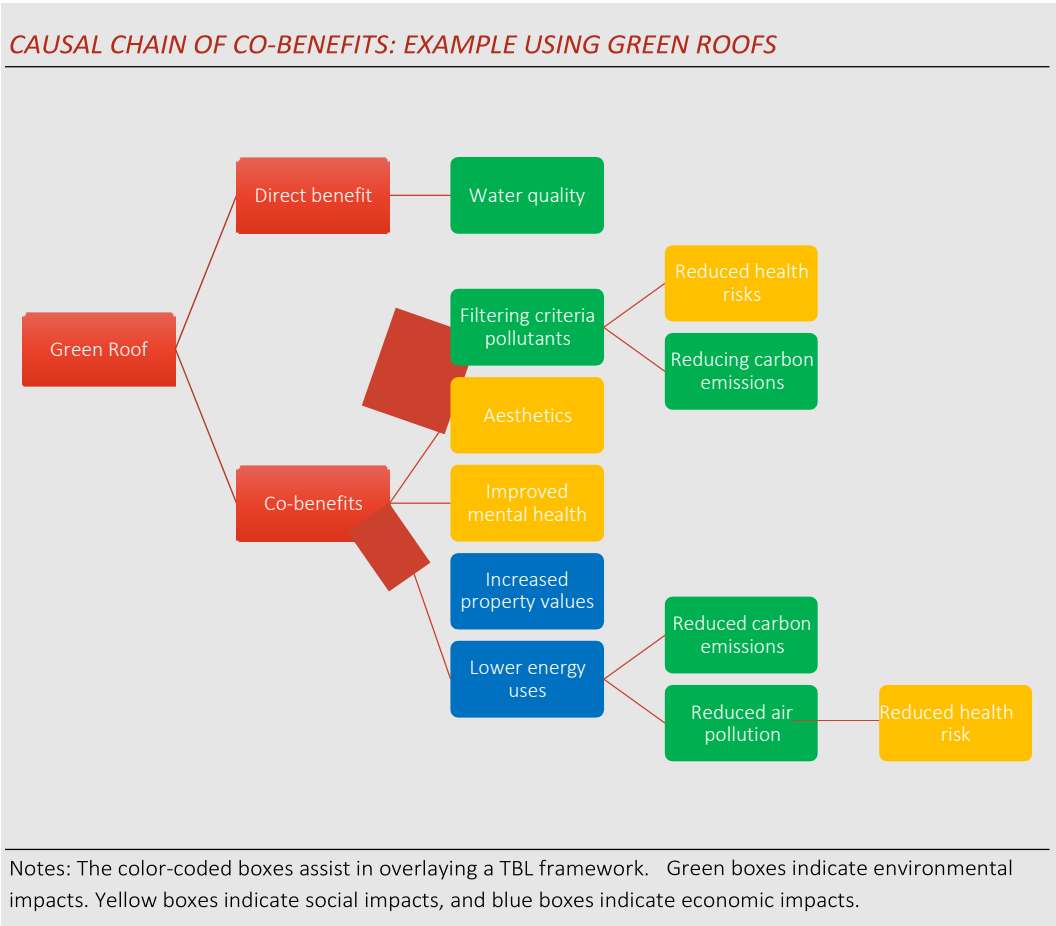 CAUSAL CHAIN OF CO-BENEFITS: EXAMPLE USING GREEN ROOFS
Green Roof
Direct benefit
Water quality
Co-benefits
Filtering criteria
pollutants
Reduced health
risks
Reducing carbon
emissions
Aesthetics
Improved
mental health
Increased
property values
Lower energy
uses
Reduced carbon
emissions
Reduced air
pollution
Reduced health
risk
Notes: The color-coded boxes assist in overlaying a TBL framework.   Green boxes indicate environmental
impacts. Yellow boxes indicate social impacts, and blue boxes indicate economic impacts.